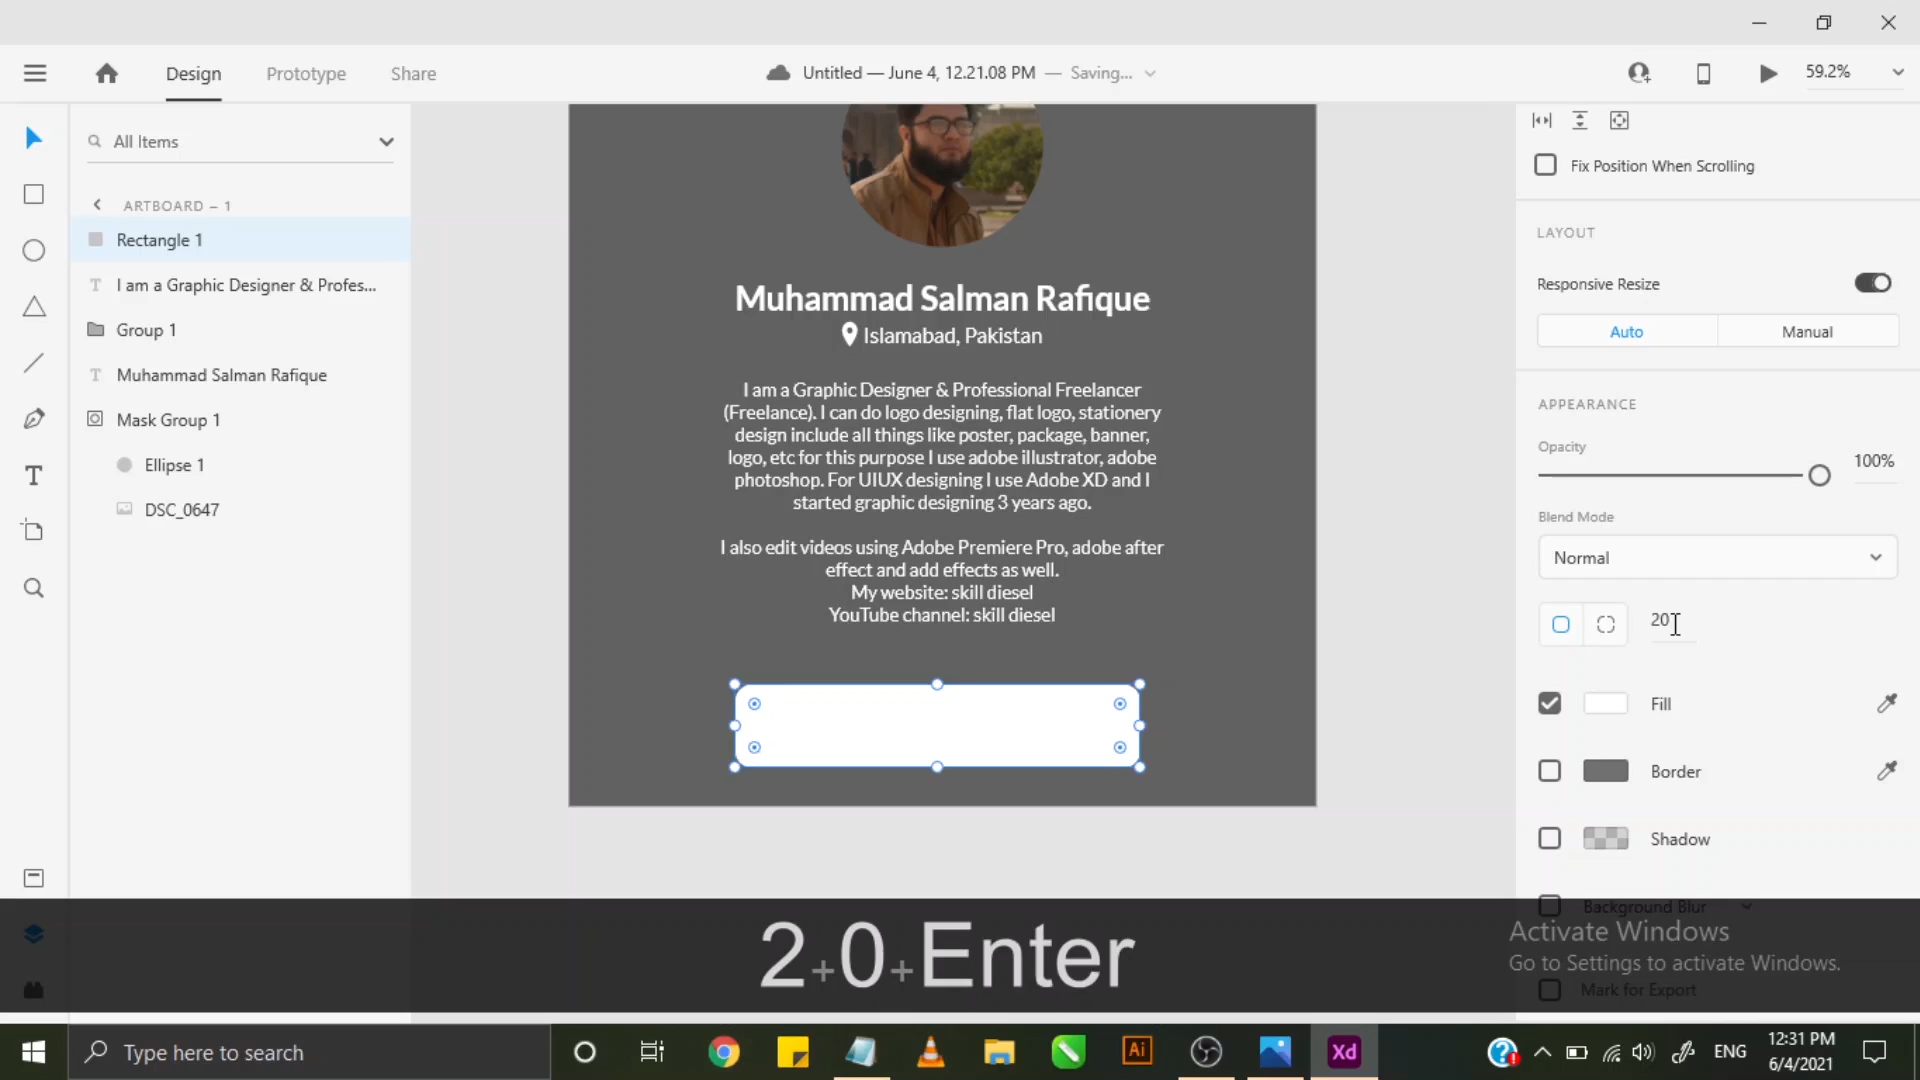 Design
Prototype
Share
Untitled — June 4, 12.21.08 PM — Saving...
59.2%
All Items
ARTBOARD – 1
Rectangle 1
I am a Graphic Designer & Profes...
Group 1
Muhammad Salman Rafique
Mask Group 1
Ellipse 1
DSC_0647
Muhammad Salman Rafique
Islamabad, Pakistan
I am a Graphic Designer & Professional Freelancer
(Freelance). I can do logo designing, flat logo, stationery
design include all things like poster, package, banner,
logo, etc for this purpose I use adobe illustrator, adobe
photoshop. For UIUX designing I use Adobe XD and I
started graphic designing 3 years ago.
I also edit videos using Adobe Premiere Pro, adobe after
effect and add effects as well.
My website: skill diesel
YouTube channel: skill diesel
Fix Position When Scrolling
LAYOUT
Responsive Resize
Auto
Manual
APPEARANCE
Opacity
100%
Blend Mode
Normal
20
Fill
Border
Shadow
Background Blur
Mark for Export
2+0+Enter
Activate Windows
Go to Settings to activate Windows.
Type here to search
Ai
Xd
ENG
12:31 PM
6/4/2021